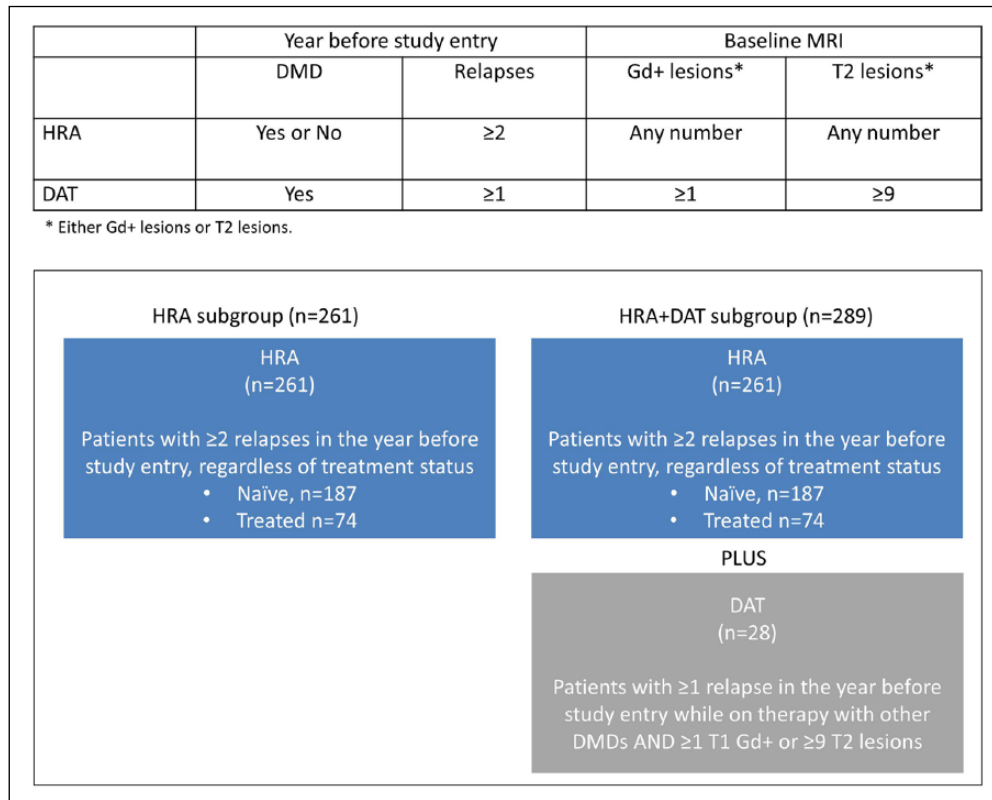 Year before study entry Baseline MRI
DMD Relapses Gd+ lesions* T2 lesions*
HRA Yes or No ≥2 Any number Any number
DAT Yes ≥1 ≥1 ≥9
* Either Gd+ lesions or T2 lesions.
HRA subgroup (n=261)
HRA
(n=261)
Patients with ≥2 relapses in the year before
study entry, regardless of treatment status
• Naïve, n=187
• Treated n=74
HRA+DAT subgroup (n=289)
HRA
(n=261)
Patients with ≥2 relapses in the year before
study entry, regardless of treatment status
• Naïve, n=187
• Treated n=74
PLUS
DAT
(n=28)
Patients with ≥1 relapse in the year before
study entry while on therapy with other
DMDs AND ≥1 T1 Gd+ or ≥9 T2 lesions